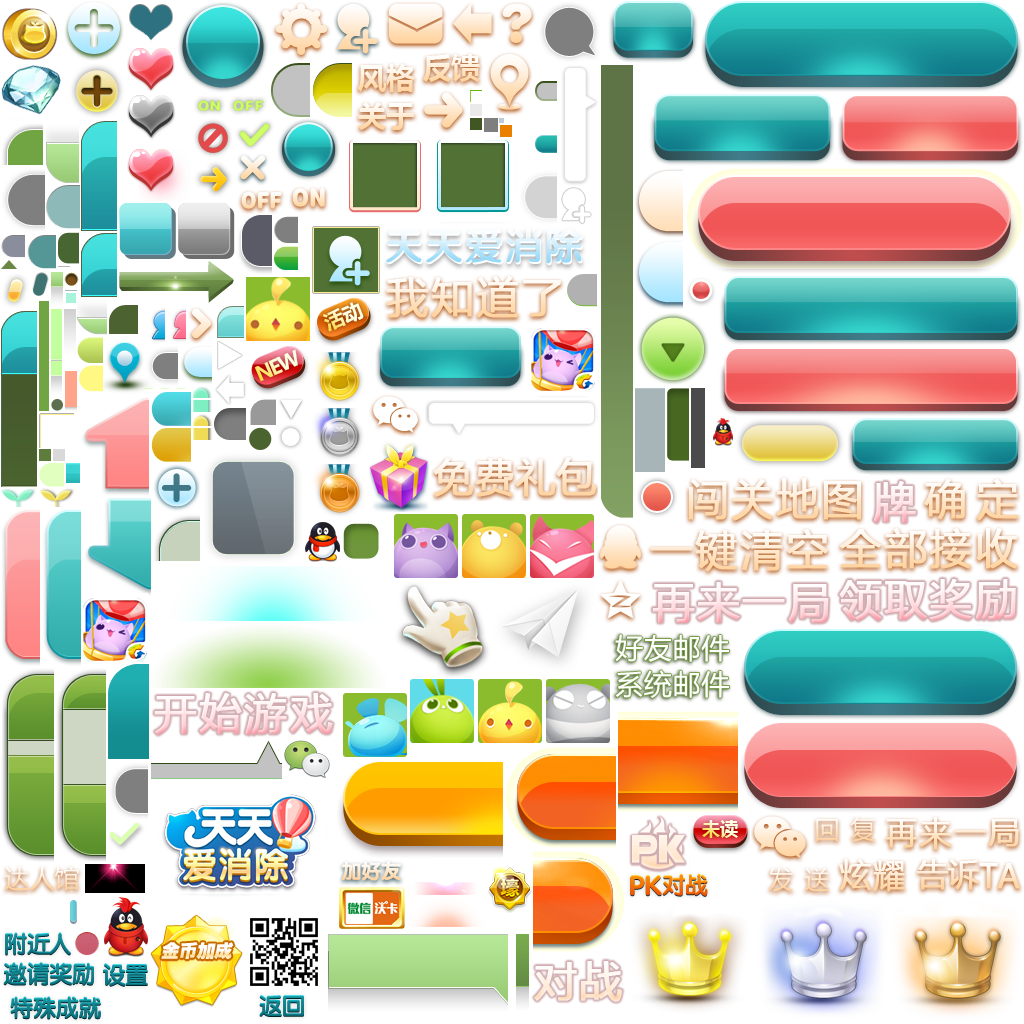 ON OFF
风格
反馈
关于
OFF ON
天天爱消除
我知道了
活动
NEW
免费礼包
闯关地图 牌 确定
一键清空 全部接收
再来一局 领取奖励
好友邮件
系统邮件
开始游戏
天天
爱消除
PK
未读
回复
再来一局
PK对战
发送
炫耀
告诉TA
达人馆
加好友
微信 沃卡
壕
附近人
邀请奖励 设置
特殊成就
金币加成
返回
对战